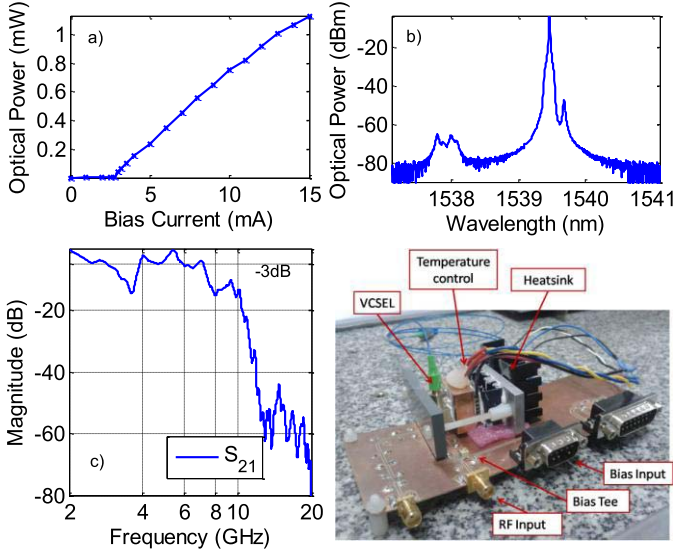 a)
Optical Power (mW)
1
0.8
0.6
0.4
0.2
0 5 10 15
Bias Current (mA)
b)
Optical Power (dBm)
-20
-40
-60
-80
1538 1539 1540 1541
Wavelength (nm)
-3dB
Magnitude (dB)
-20
-40
-60
-80
c)
S21
2 4 6 8 10 20
Frequency (GHz)
Temperature
control
Heatsink
VCSEL
Bias Input
Bias Tee
RF Input